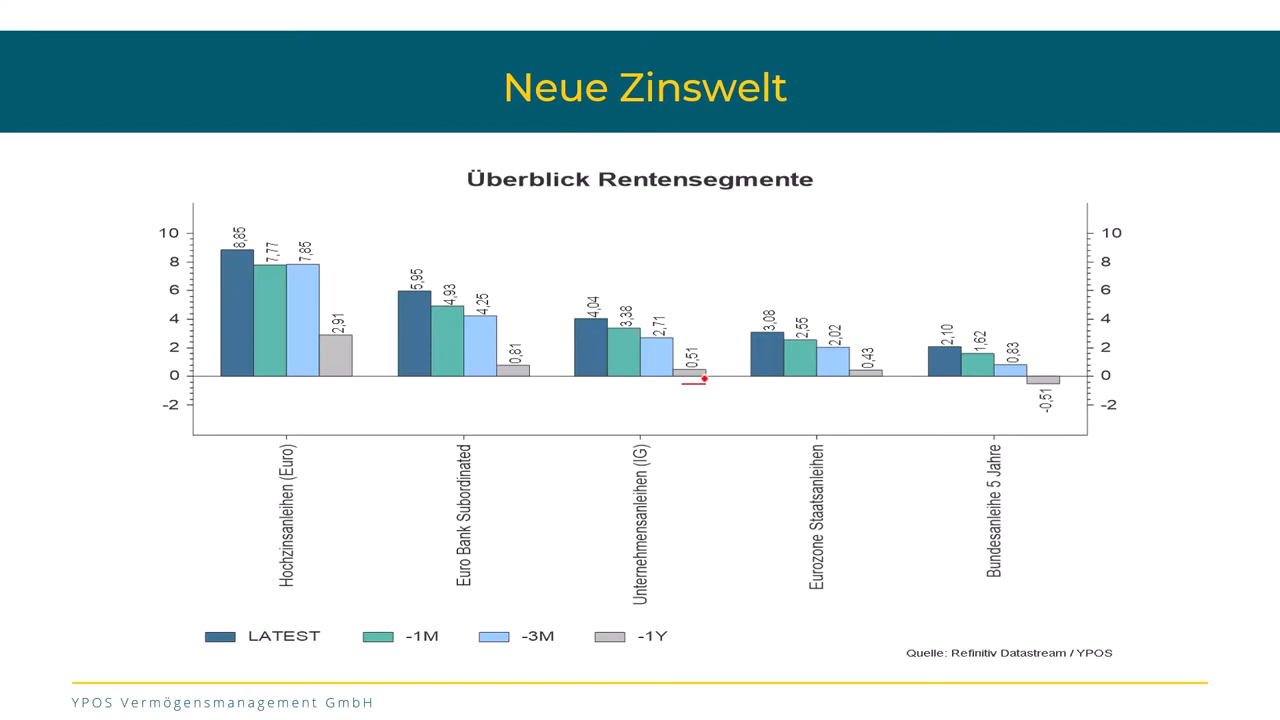 Neue Zinswelt
Überblick Rentensegmente
10 10
8 8
6 6
4 4
2 2
0 0
-2 -2
8,85 7,77 7,85 2,91
5,95 4,93 4,25 0,81
4,04 3,38 2,71 0,51
3,08 2,55 2,02 0,43
2,10 1,62 0,83 -0,51
Hochzinsanleihen (Euro)
Euro Bank Subordinated
Unternehmensanleihen (IG)
Eurozone Staatsanleihen
Bundesanleihe 5 Jahre
LATEST -1M -3M -1Y
Quelle: Refinitiv Datastream / YPOS
YPOS Vermögensmanagement GmbH